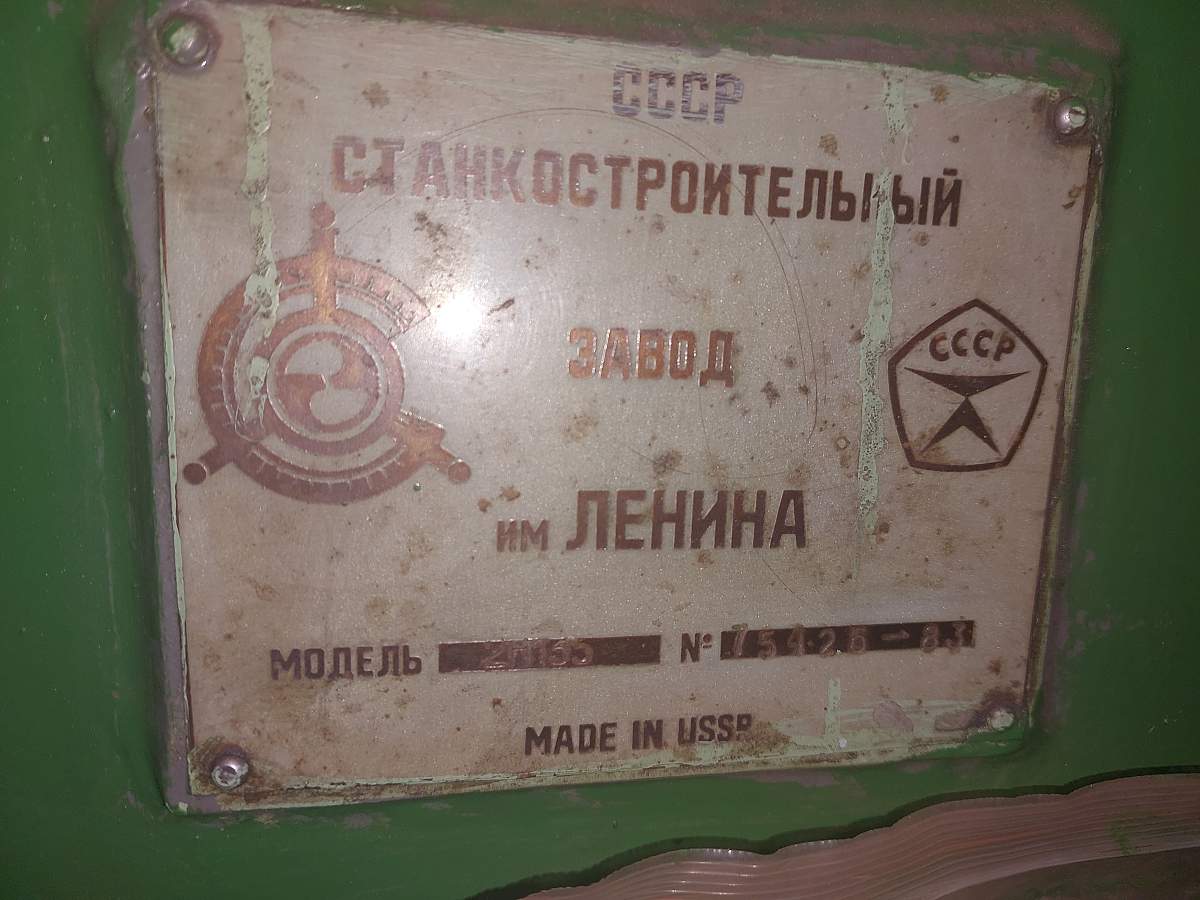 СССР
СТАНКОСТРОИТЕЛЬНЫЙ
ЗАВОД
СССР
им ЛЕНИНА
МОДЕЛЬ 2Н135 № 75426-83
MADE IN USSR